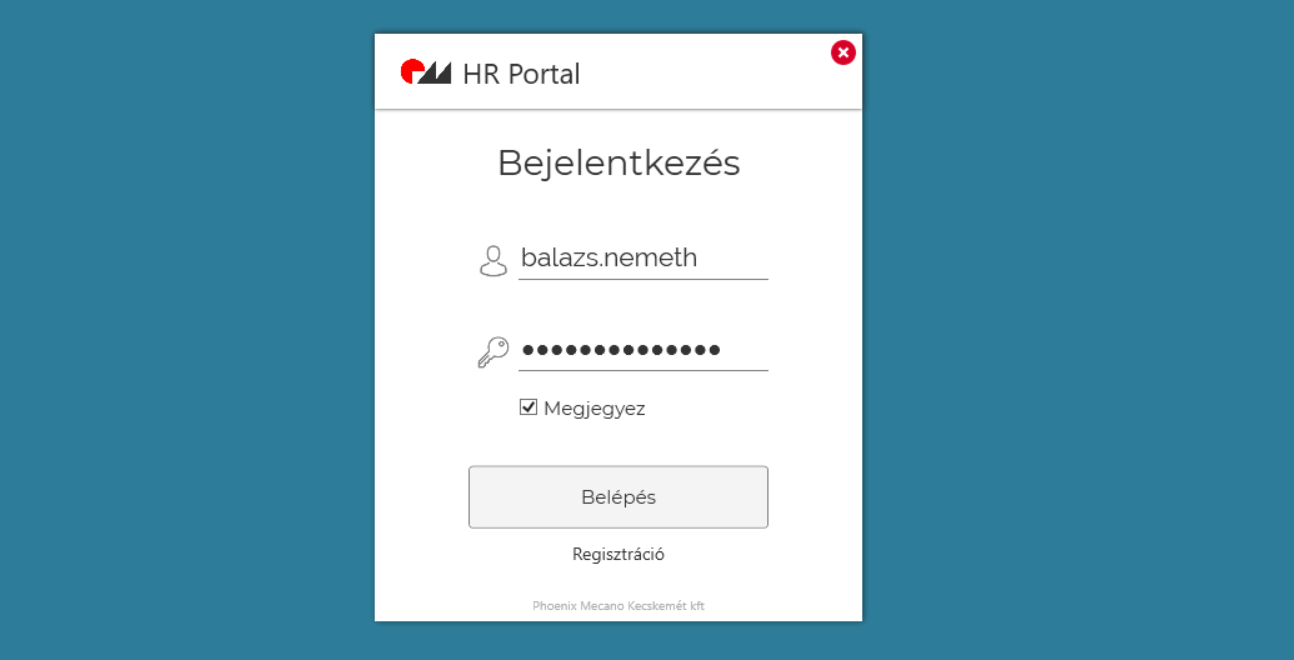 HR Portal
Bejelentkezés
balazs.nemeth
••••••••••••••
Megjegyez
Belépés
Regisztráció
Phoenix Mecano Kecskemét kft